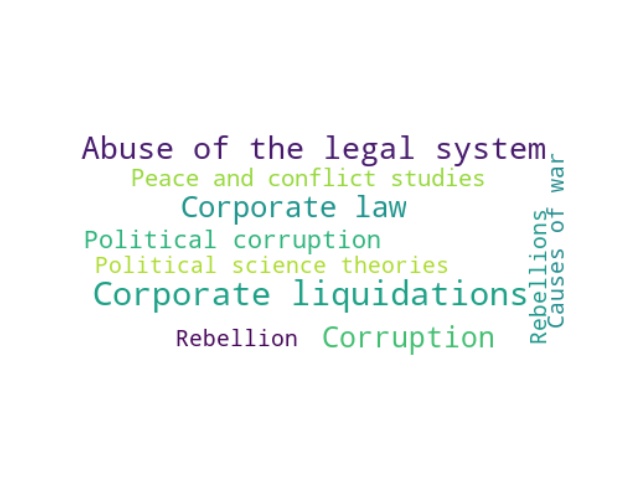 Abuse of the legal system
Peace and conflict studies
Corporate law
Political corruption
Political science theories
Corporate liquidations
Rebellion
Corruption
Rebellions
Causes of war